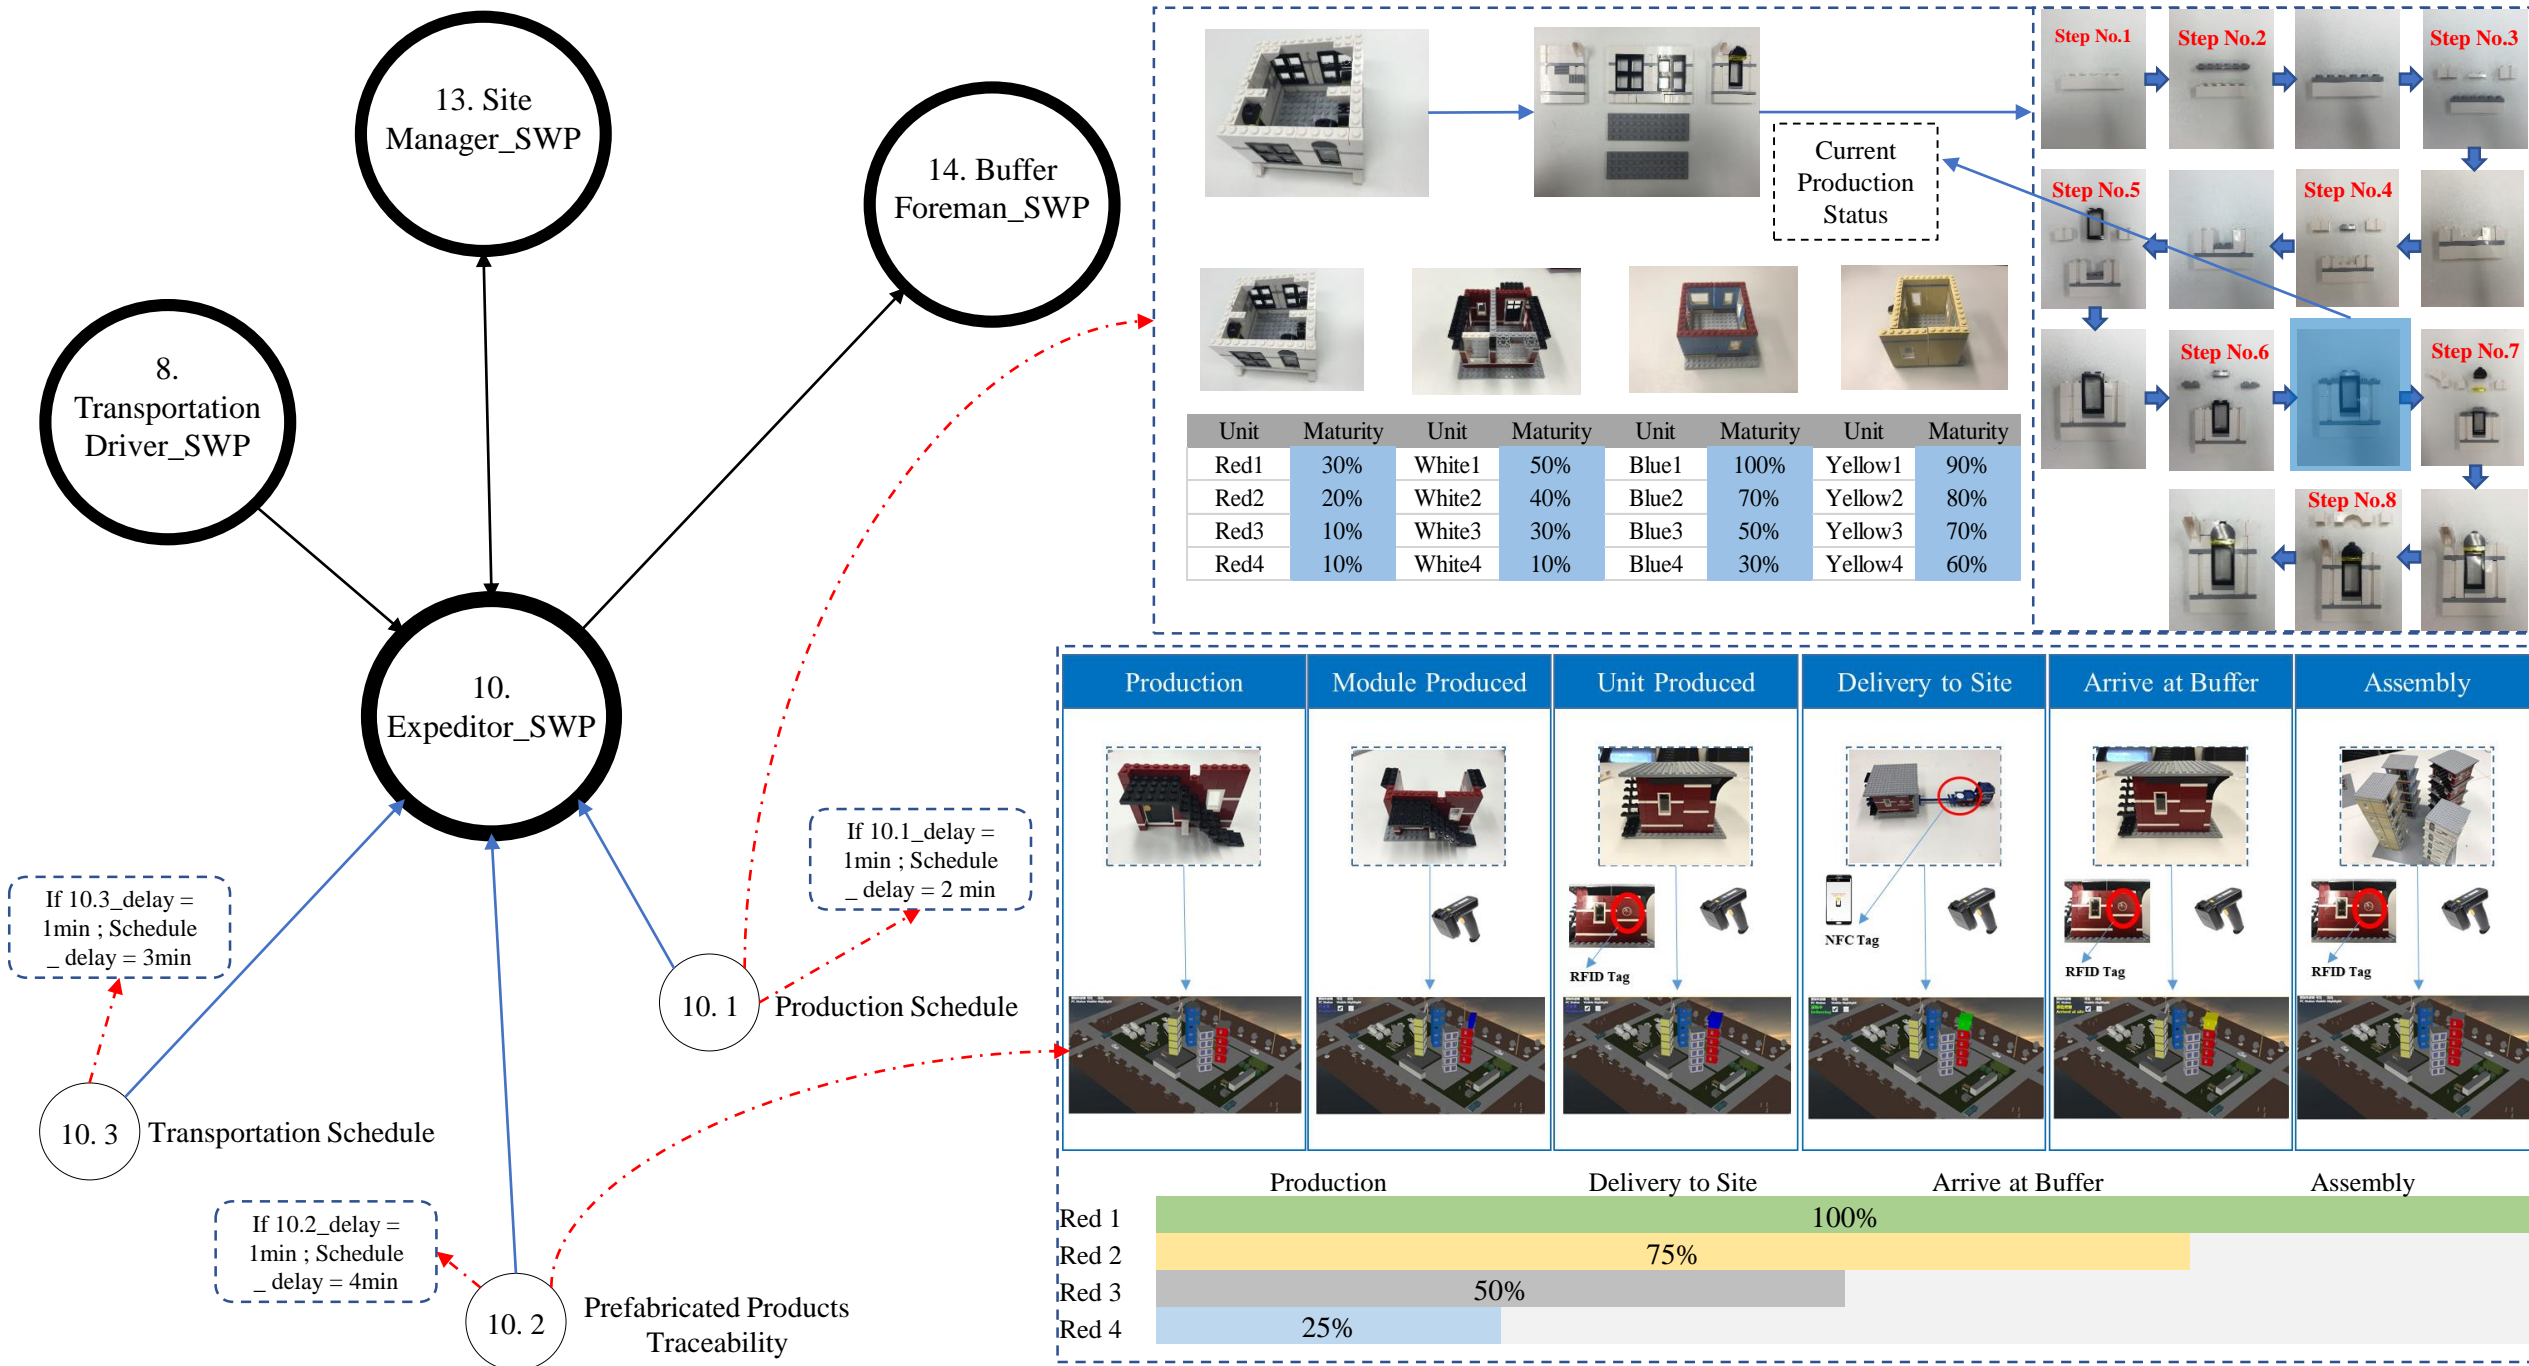 13. Site
Manager_SWP
14. Buffer
Foreman_SWP
8.
Transportation
Driver_SWP
10.
Expeditor_SWP
If 10.3_delay =
1min ; Schedule
_ delay = 3min
If 10.1_delay =
1min ; Schedule
_ delay = 2 min
If 10.2_delay =
1min ; Schedule
_ delay = 4min
10. 1
Production Schedule
10. 3
Transportation Schedule
10. 2
Prefabricated Products
Traceability
Current
Production
Status
Step No.1
Step No.2
Step No.3
Step No.5
Step No.4
Step No.6
Step No.7
Step No.8
Unit Maturity Unit Maturity Unit Maturity Unit Maturity
Red1 30% White1 50% Blue1 100% Yellow1 90%
Red2 20% White2 40% Blue2 70% Yellow2 80%
Red3 10% White3 30% Blue3 50% Yellow3 70%
Red4 10% White4 10% Blue4 30% Yellow4 60%
Production Module Produced Unit Produced Delivery to Site Arrive at Buffer Assembly
RFID Tag
NFC Tag
RFID Tag
RFID Tag
Production Delivery to Site Arrive at Buffer Assembly
Red 1 100%
Red 2 75%
Red 3 50%
Red 4 25%